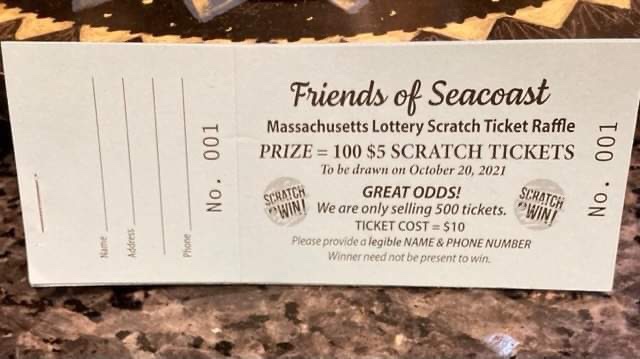 Name
Address
Phone
No. 001
Friends of Seacoast
Massachusetts Lottery Scratch Ticket Raffle
PRIZE = 100 $5 SCRATCH TICKETS
To be drawn on October 20, 2021
SCRATCH
WIN!
GREAT ODDS!
We are only selling 500 tickets.
TICKET COST = $10
SCRATCH
WIN!
Please provide a legible NAME & PHONE NUMBER
Winner need not be present to win.
No. 001